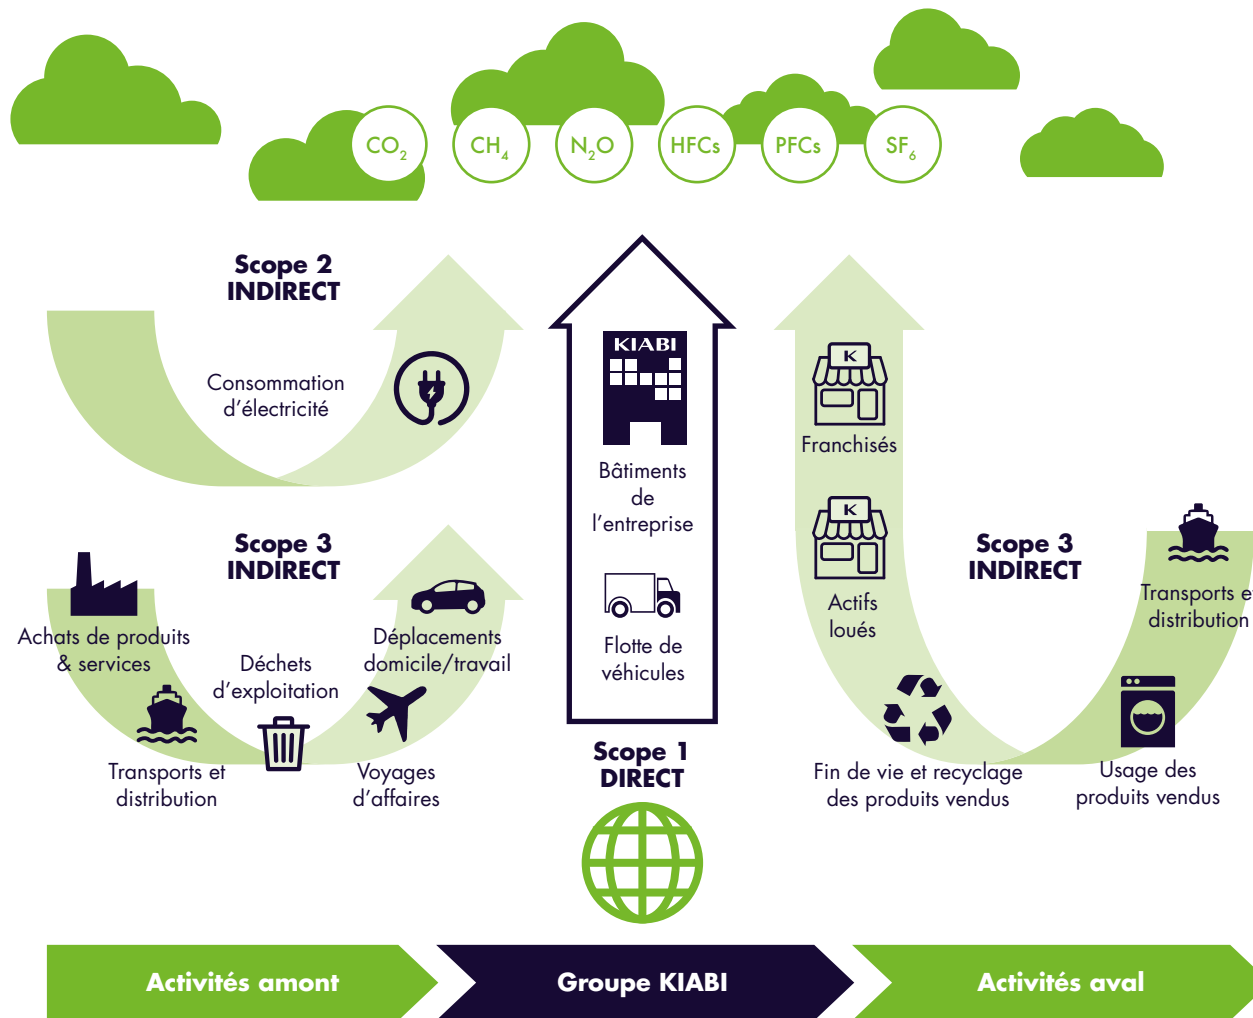 CO₂
CH₄
N₂O
HFCs
PFCs
SF₆
Scope 2
INDIRECT
Consommation
d’électricité
Scope 3
INDIRECT
Achats de produits
& services
Transports et
distribution
Déchets
d’exploitation
Voyages
d’affaires
Déplacements
domicile/travail
KIABI
Bâtiments
de
l’entreprise
Flotte de
véhicules
Scope 1
DIRECT
K
Franchisés
K
Actifs
loués
Scope 3
INDIRECT
Transports et
distribution
Fin de vie et recyclage
des produits vendus
Usage des
produits vendus
Activités amont
Groupe KIABI
Activités aval